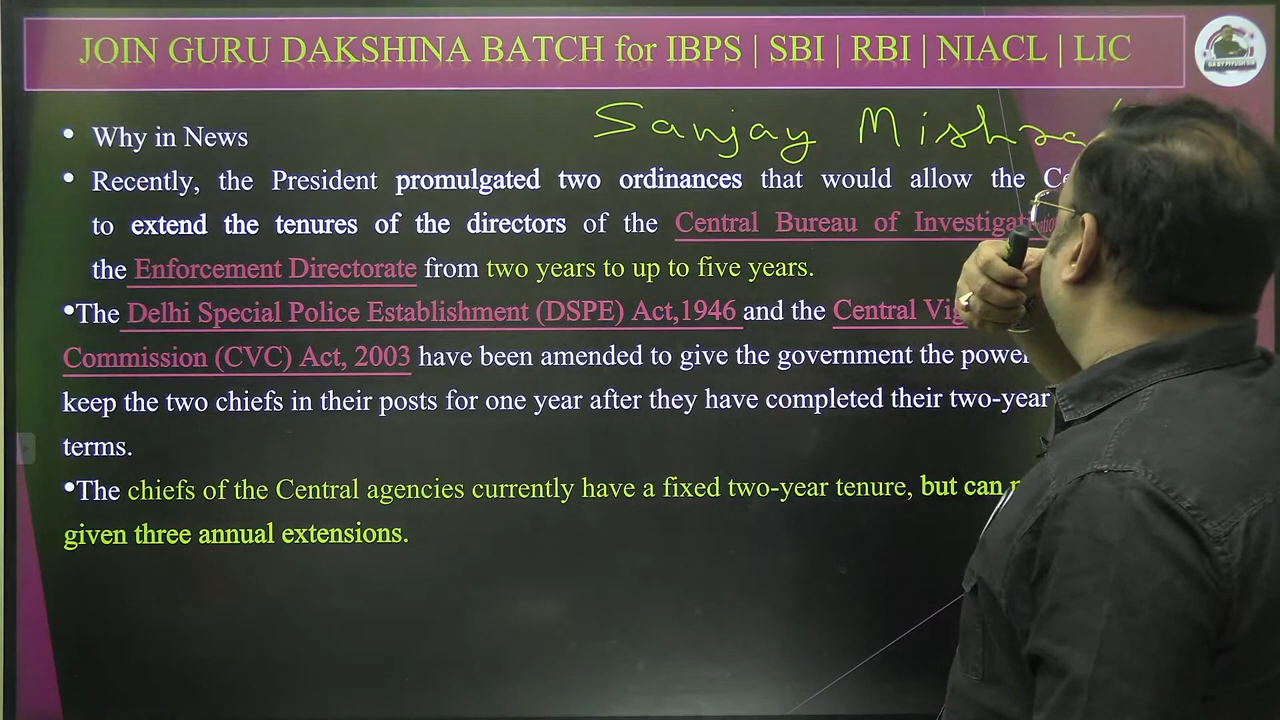 JOIN GURU DAKSHINA BATCH for IBPS | SBI | RBI | NIACL | LIC
Sanjay Mishra
• Why in News
• Recently, the President promulgated two ordinances that would allow the
to extend the tenures of the directors of the Central Bureau of
the Enforcement Directorate from two years to up to five years.
•The Delhi Special Police Establishment (DSPE) Act,1946 and the Central
Commission (CVC) Act, 2003 have been amended to give the government the power
keep the two chiefs in their posts for one year after they have completed their two-year
terms.
•The chiefs of the Central agencies currently have a fixed two-year tenure, but can
given three annual extensions.